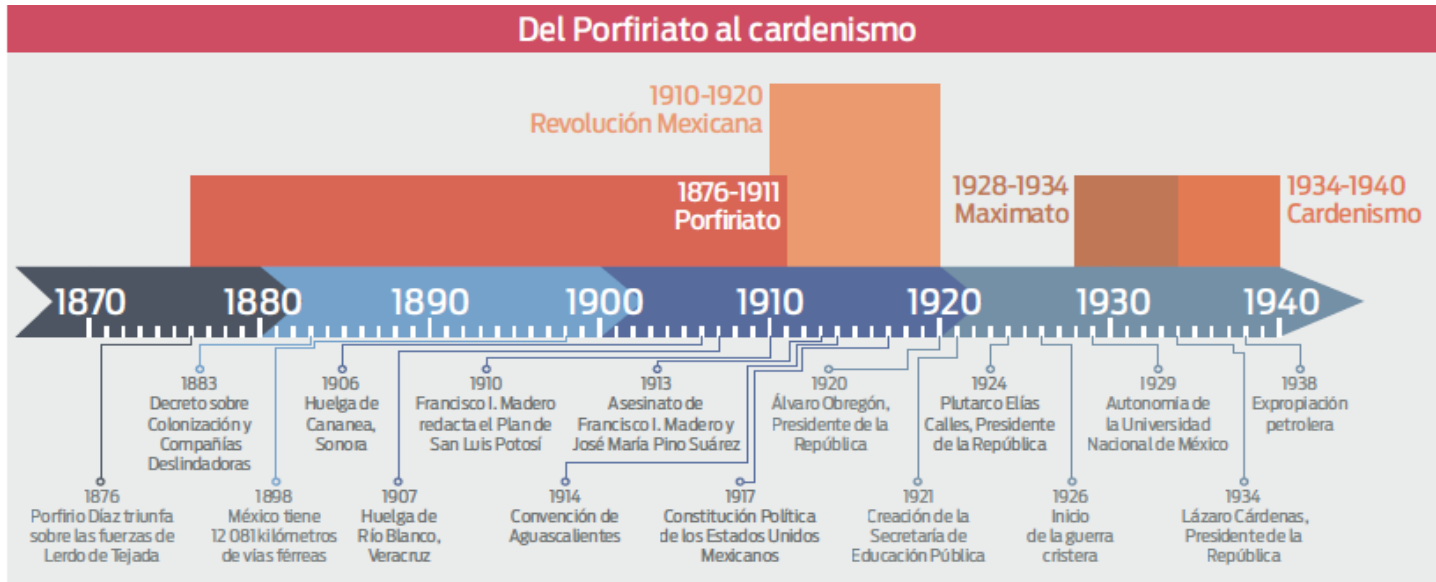 Del Porfiriato al cardenismo
1910-1920
Revolución Mexicana
1876-1911
Porfiriato
1928-1934
Maximato
1934-1940
Cardenismo
1870
1880
1890
1900
1910
1920
1930
1940
1883
Decreto sobre
Colonización y
Compañías
Deslindadoras
1906
Huelga de
Cananea,
Sonora
1910
Francisco I. Madero
redacta el Plan de
San Luis Potosí
1913
Asesinato de
Francisco I. Madero y
José María Pino Suárez
1920
Álvaro Obregón,
Presidente de la
República
1924
Plutarco Elías
Calles, Presidente
de la República
1929
Autonomía de
la Universidad
Nacional de México
1938
Expropiación
petrolera
1876
Porfirio Díaz triunfa
sobre las fuerzas de
Lerdo de Tejada
1898
México tiene
12 081 kilómetros
de vías férreas
1907
Huelga de
Río Blanco,
Veracruz
1914
Convención de
Aguascalientes
1917
Constitución Política
de los Estados Unidos
Mexicanos
1921
Creación de la
Secretaría de
Educación Pública
1926
Inicio
de la guerra
cristera
1934
Lázaro Cárdenas,
Presidente de la
República